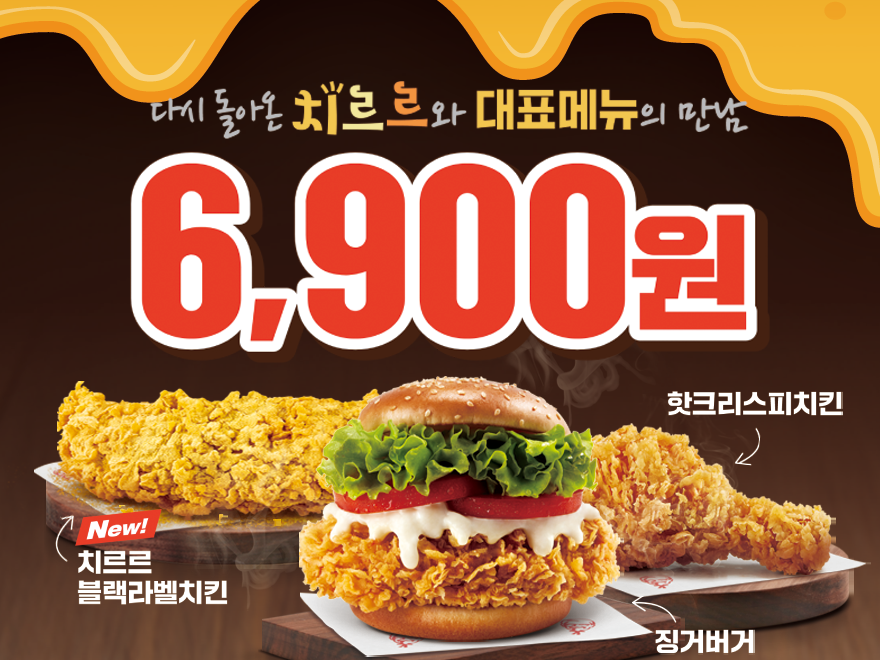 다시 돌아온 치르르와 대표메뉴의 만남
6,900원
핫크리스피치킨
New!
치르르
블랙라벨치킨
징거버거